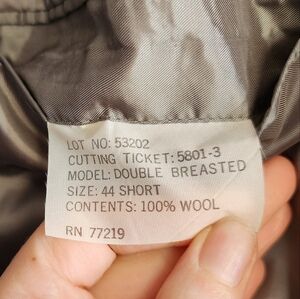 LOT NO: 53202
CUTTING TICKET: 5801-3
MODEL: DOUBLE BREASTED
SIZE: 44 SHORT
CONTENTS: 100% WOOL
RN 77219